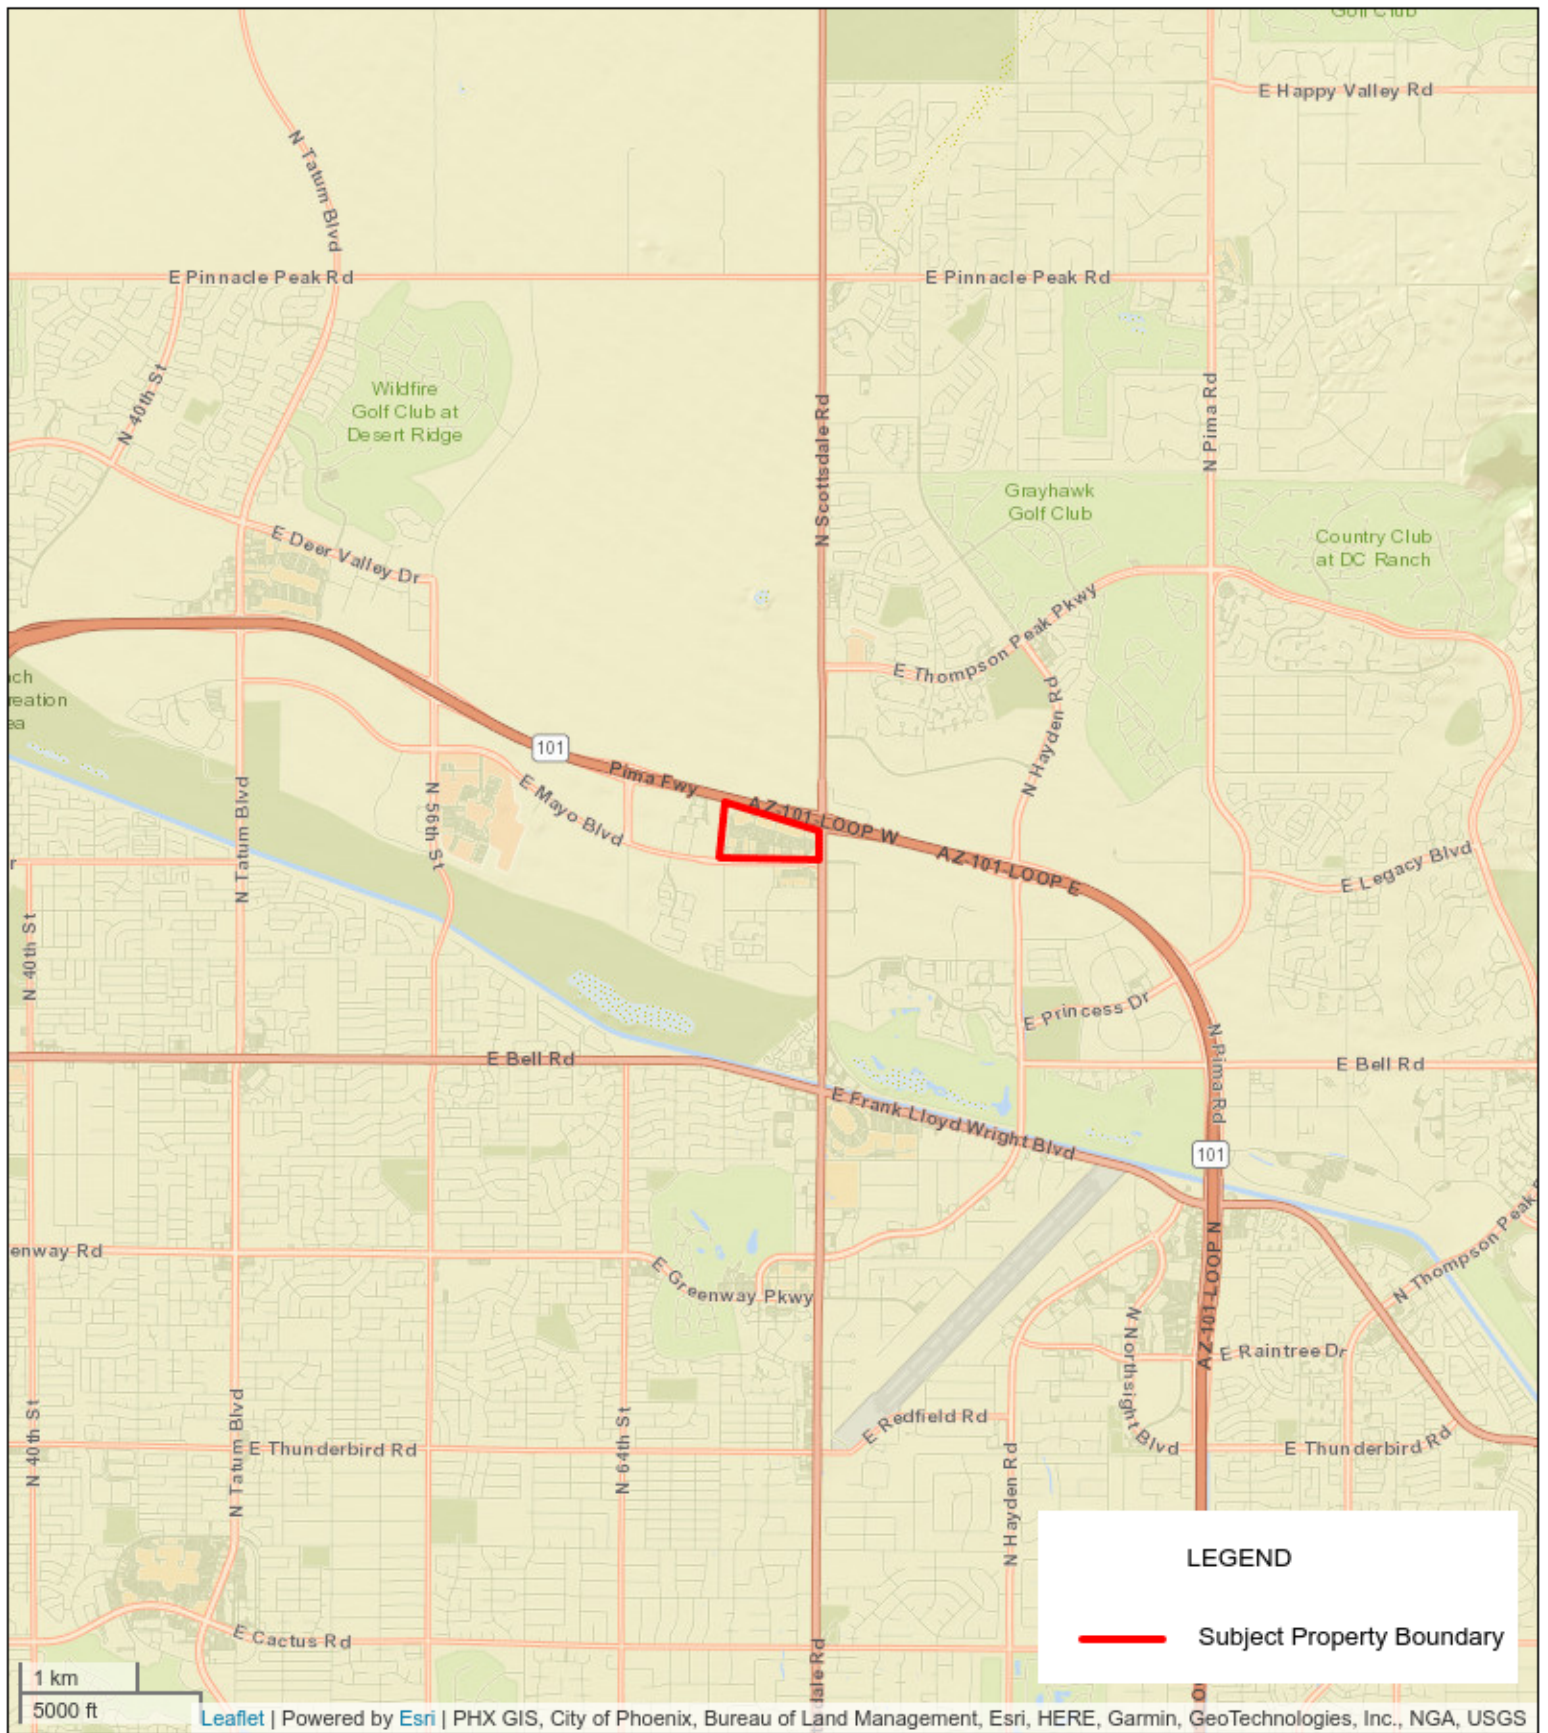 Golf Club
E Happy Valley Rd
N Tatum Blvd
E Pinnacle Peak Rd
E Pinnacle Peak Rd
N 40th St
Wildfire
Golf Club at
Desert Ridge
N Scottsdale Rd
N Pima Rd
Grayhawk
Golf Club
Country Club
at DC Ranch
E Deer Valley Dr
E Thompson Peak Pkwy
ach
reation
ea
N Hayden Rd
101
Pima Fwy
AZ-101-LOOP W
E Mayo Blvd
N 56th St
N Tatum Blvd
AZ-101-LOOP E
E Legacy Blvd
r
N 40th St
E Princess Dr
N Pima Rd
E Bell Rd
E Bell Rd
E Frank Lloyd Wright Blvd
101
enway Rd
E Greenway Pkwy
N Thompson Peak
AZ-101-LOOP N
N Northsight Blvd
E Raintree Dr
N 40th St
N Tatum Blvd
E Thunderbird Rd
N 64th St
E Redfield Rd
N Hayden Rd
E Thunderbird Rd
E Cactus Rd
dale Rd
LEGEND
Subject Property Boundary
1 km
5000 ft
Leaflet | Powered by Esri | PHX GIS, City of Phoenix, Bureau of Land Management, Esri, HERE, Garmin, GeoTechnologies, Inc., NGA, USGS